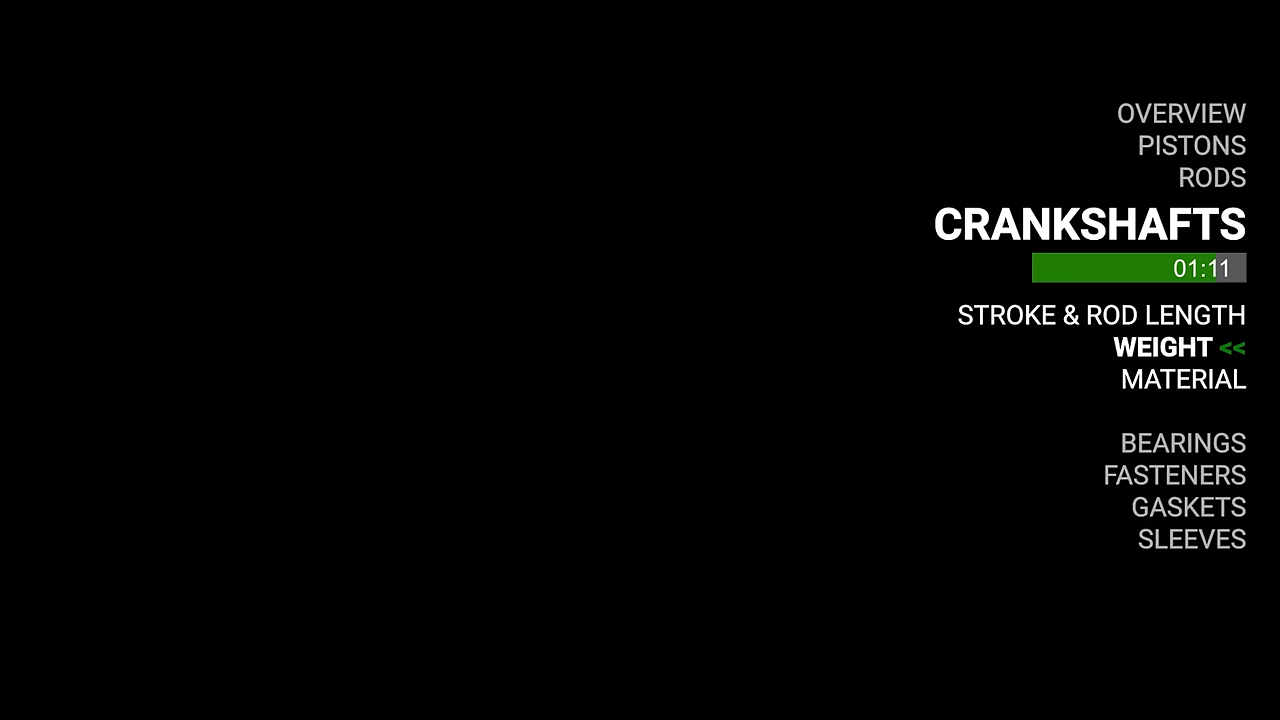 OVERVIEW
PISTONS
RODS
CRANKSHAFTS
01:11
STROKE & ROD LENGTH
WEIGHT <<
MATERIAL
BEARINGS
FASTENERS
GASKETS
SLEEVES